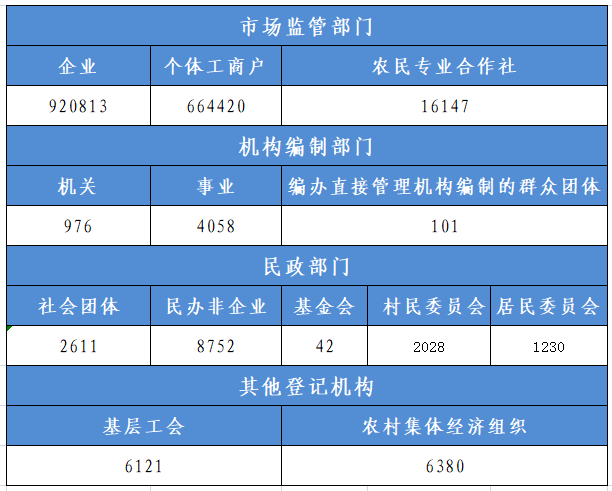 市场监管部门
企业 个体工商户 农民专业合作社
920813 664420 16147
机构编制部门
机关 事业 编办直接管理机构编制的群众团体
976 4058 101
民政部门
社会团体 民办非企业 基金会 村民委员会 居民委员会
2611 8752 42 2028 1230
其他登记机构
基层工会 农村集体经济组织
6121 6380